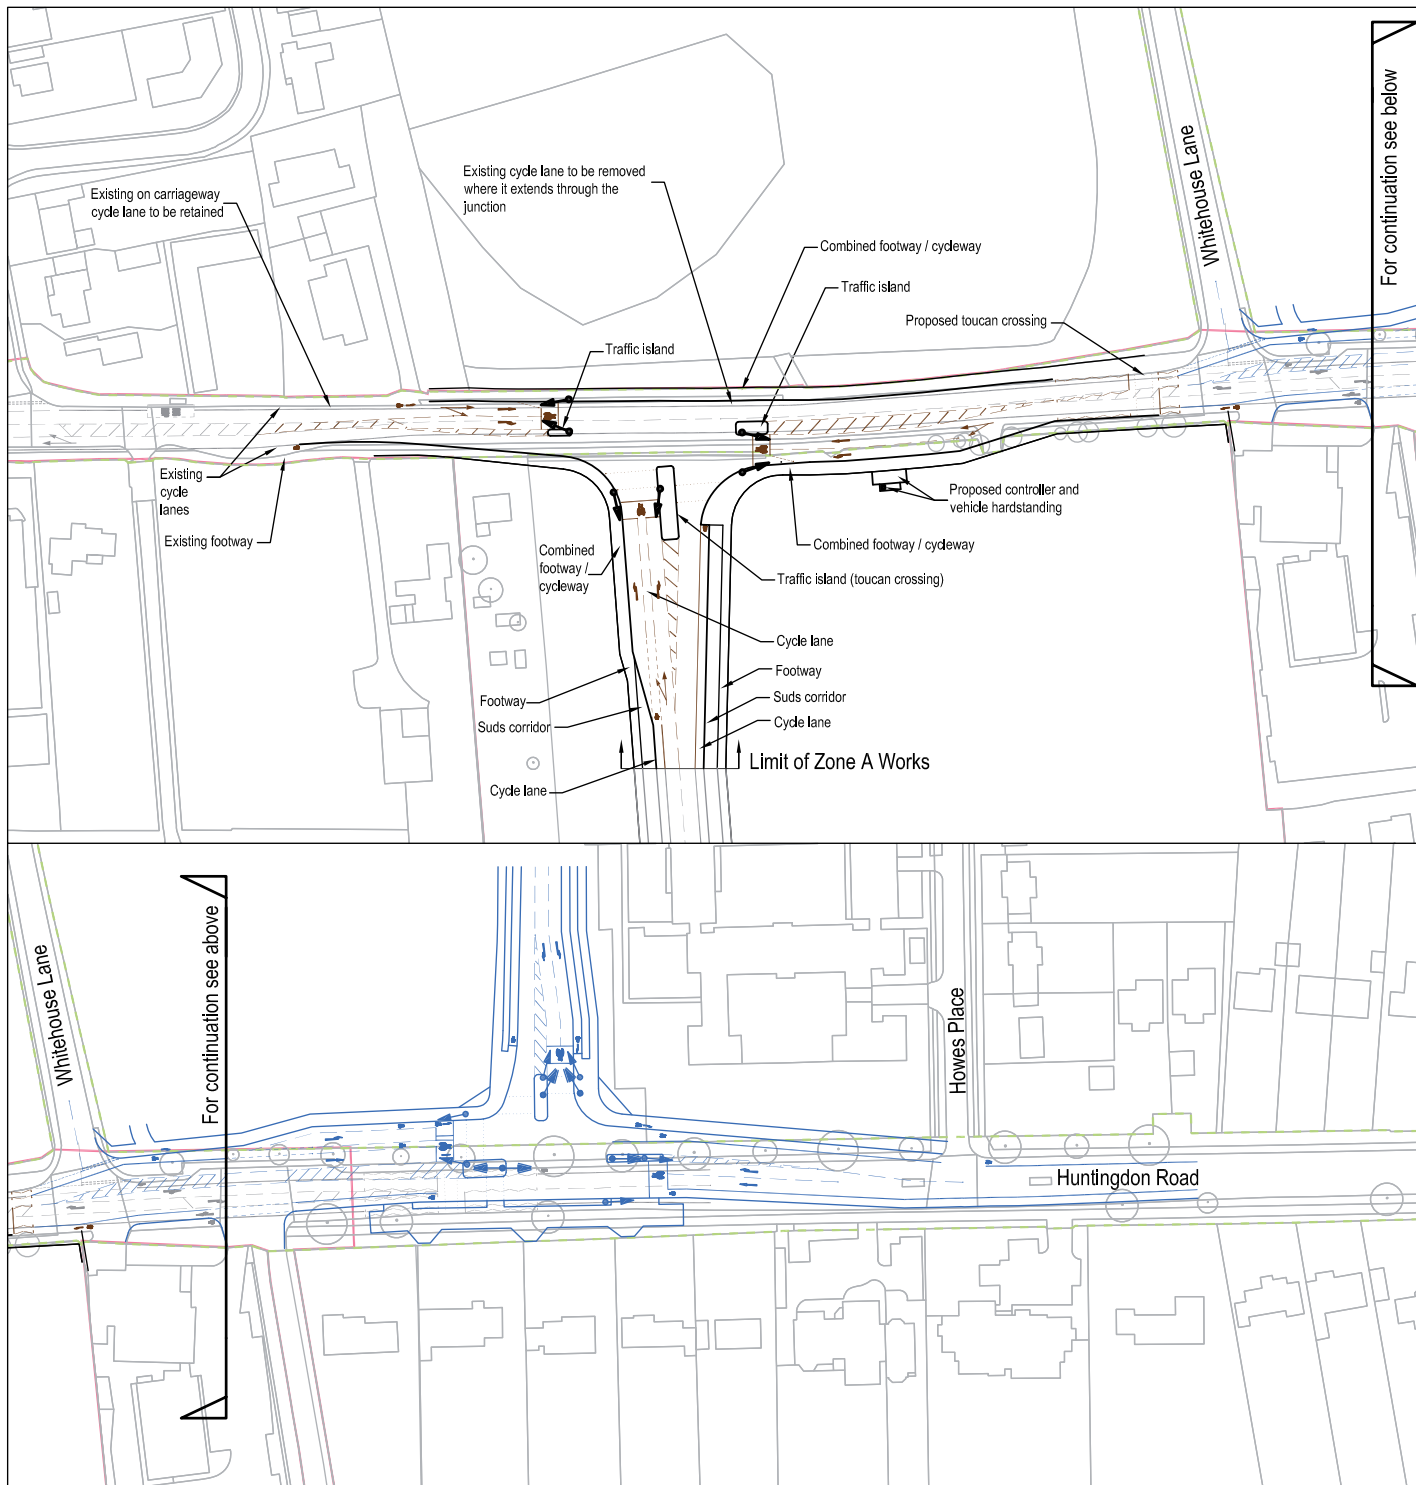 Existing on carriageway
cycle lane to be retained
Existing cycle lane to be removed
where it extends through the
junction
Combined footway / cycleway
Traffic island
Proposed toucan crossing
Whitehouse Lane
For continuation see below
Traffic island
Existing
cycle
lanes
Existing footway
Combined
footway /
cycleway
Proposed controller and
vehicle hardstanding
Combined footway / cycleway
Traffic island (toucan crossing)
Cycle lane
Footway
Suds corridor
Cycle lane
Footway
Suds corridor
Cycle lane
Limit of Zone A Works
Whitehouse Lane
For continuation see above
Howes Place
Huntingdon Road